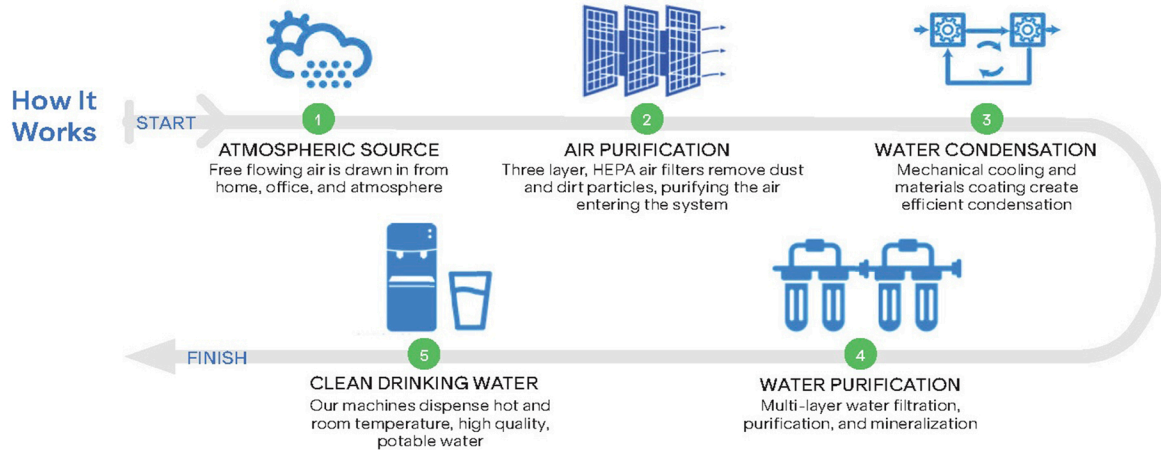 How It
Works
START
1
ATMOSPHERIC SOURCE
Free flowing air is drawn in from
home, office, and atmosphere
2
AIR PURIFICATION
Three layer, HEPA air filters remove dust
and dirt particles, purifying the air
entering the system
3
WATER CONDENSATION
Mechanical cooling and
materials coating create
efficient condensation
4
WATER PURIFICATION
Multi-layer water filtration,
purification, and mineralization
5
CLEAN DRINKING WATER
Our machines dispense hot and
room temperature, high quality,
potable water
FINISH